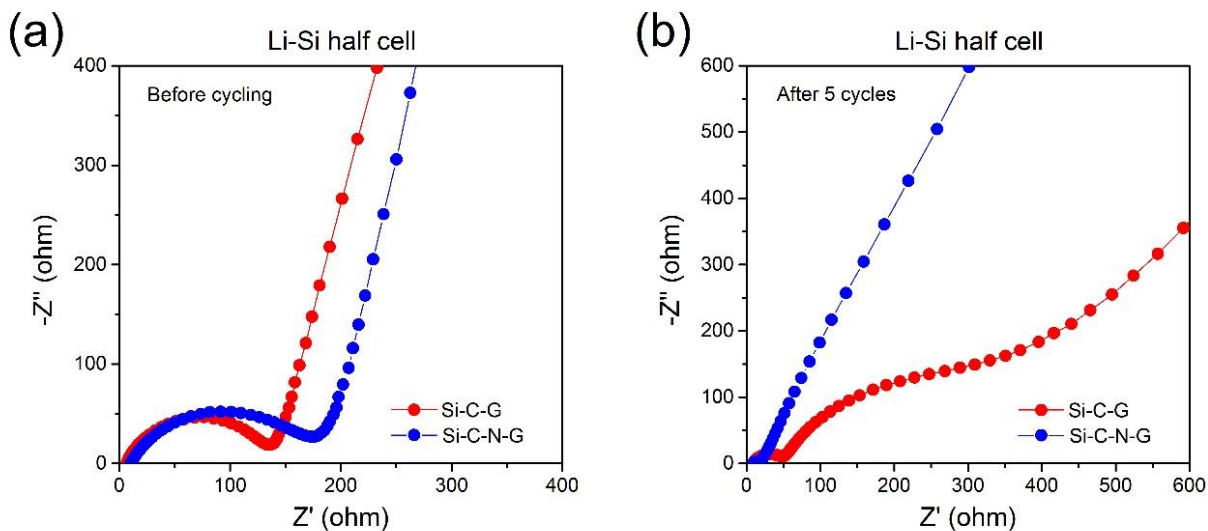 (a)
Li-Si half cell
Before cycling
400
300
200
100
0
0
100
200
300
400
-Z'' (ohm)
Z' (ohm)
Si-C-G
Si-C-N-G
(b)
Li-Si half cell
After 5 cycles
600
500
400
300
200
100
0
0
100
200
300
400
500
600
-Z'' (ohm)
Z' (ohm)
Si-C-G
Si-C-N-G